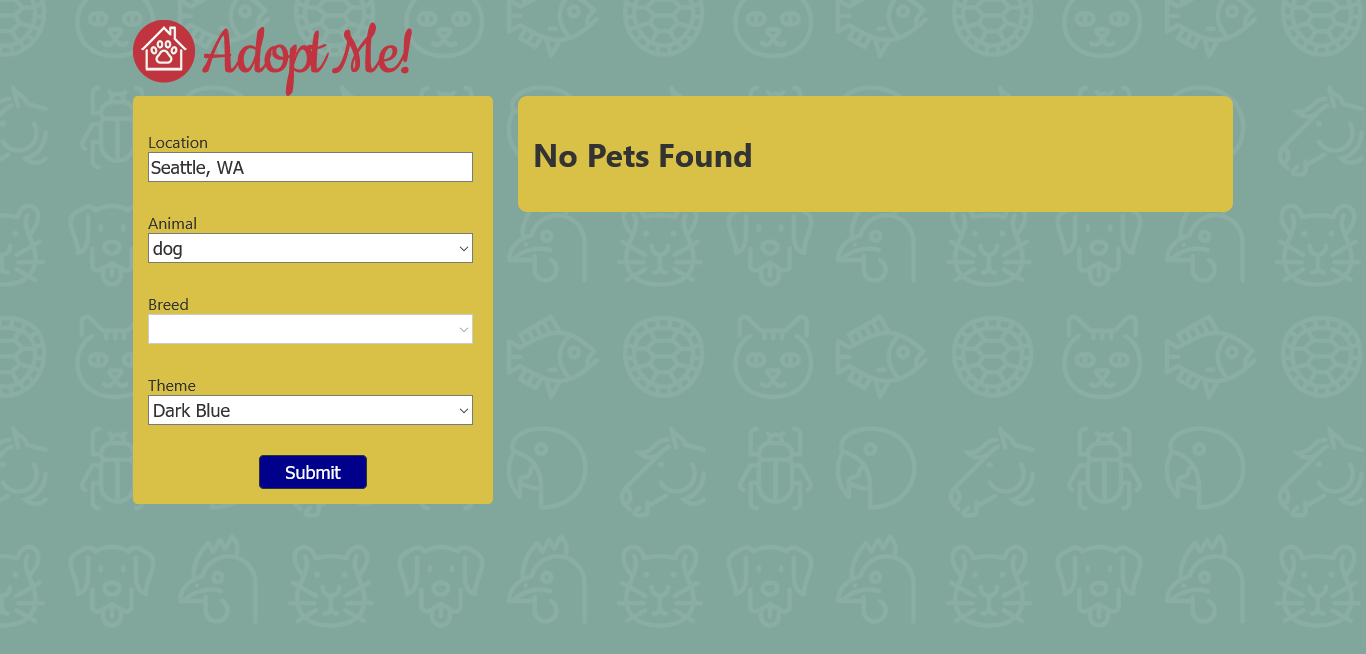 Adopt Me!
Location
Seattle, WA
Animal
dog
Breed
Theme
Dark Blue
Submit
No Pets Found